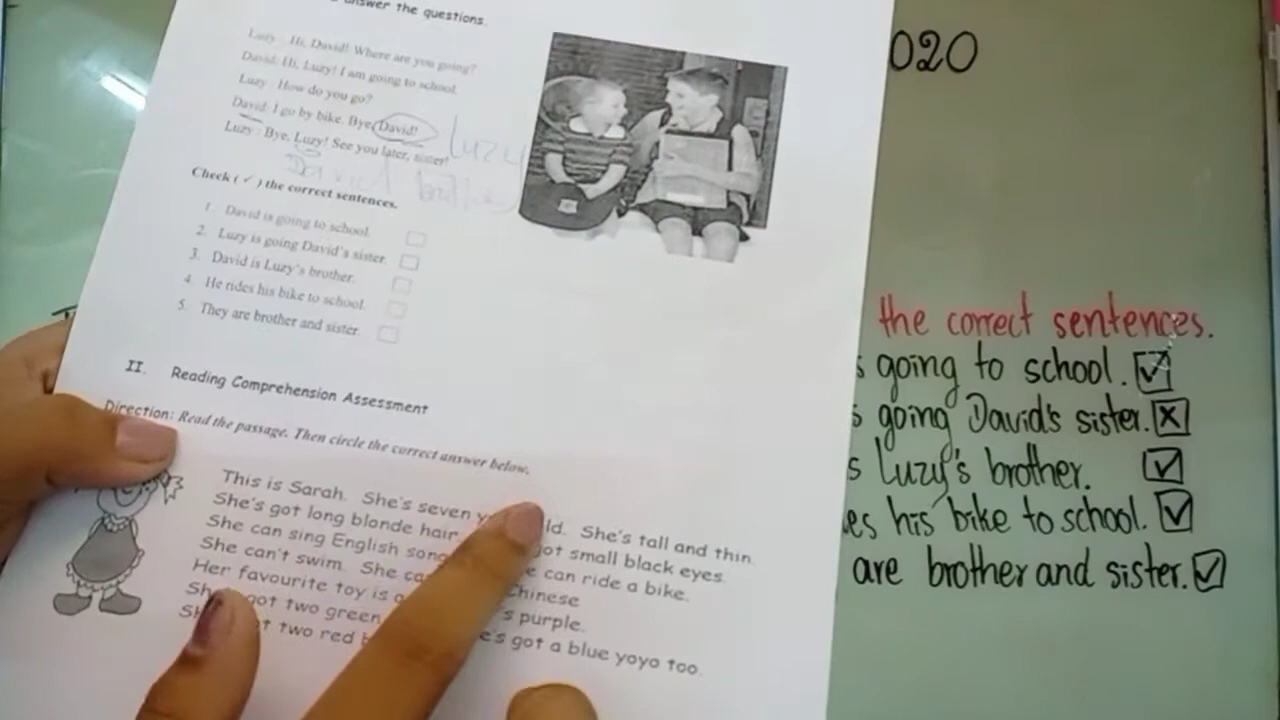 answer the questions.
Luzy : Hi, David! Where are you going?
David: Hi, Luzy! I am going to school.
Luzy : How do you go?
David: I go by bike. Bye, David! Luzy
Luzy : Bye, Luzy! See you later, sister!
David brother
Check ( ✓ ) the correct sentences.
1. David is going to school.
2. Luzy is going David's sister.
3. David is Luzy's brother.
4. He rides his bike to school.
5. They are brother and sister.
II. Reading Comprehension Assessment
Direction: Read the passage. Then circle the correct answer below.
This is Sarah. She's seven ld. She's tall and thin.
She's got long blonde hair. got small black eyes.
She can sing English song e can ride a bike.
She can't swim. She ca Chinese
Her favourite toy is a 's purple.
Sh got two green
Sh t two red b e's got a blue yoyo too.
020
the correct sentences.
s going to school. ✓
s going David's sister. X
s Luzy's brother. ✓
es his bike to school. ✓
are brother and sister. ✓